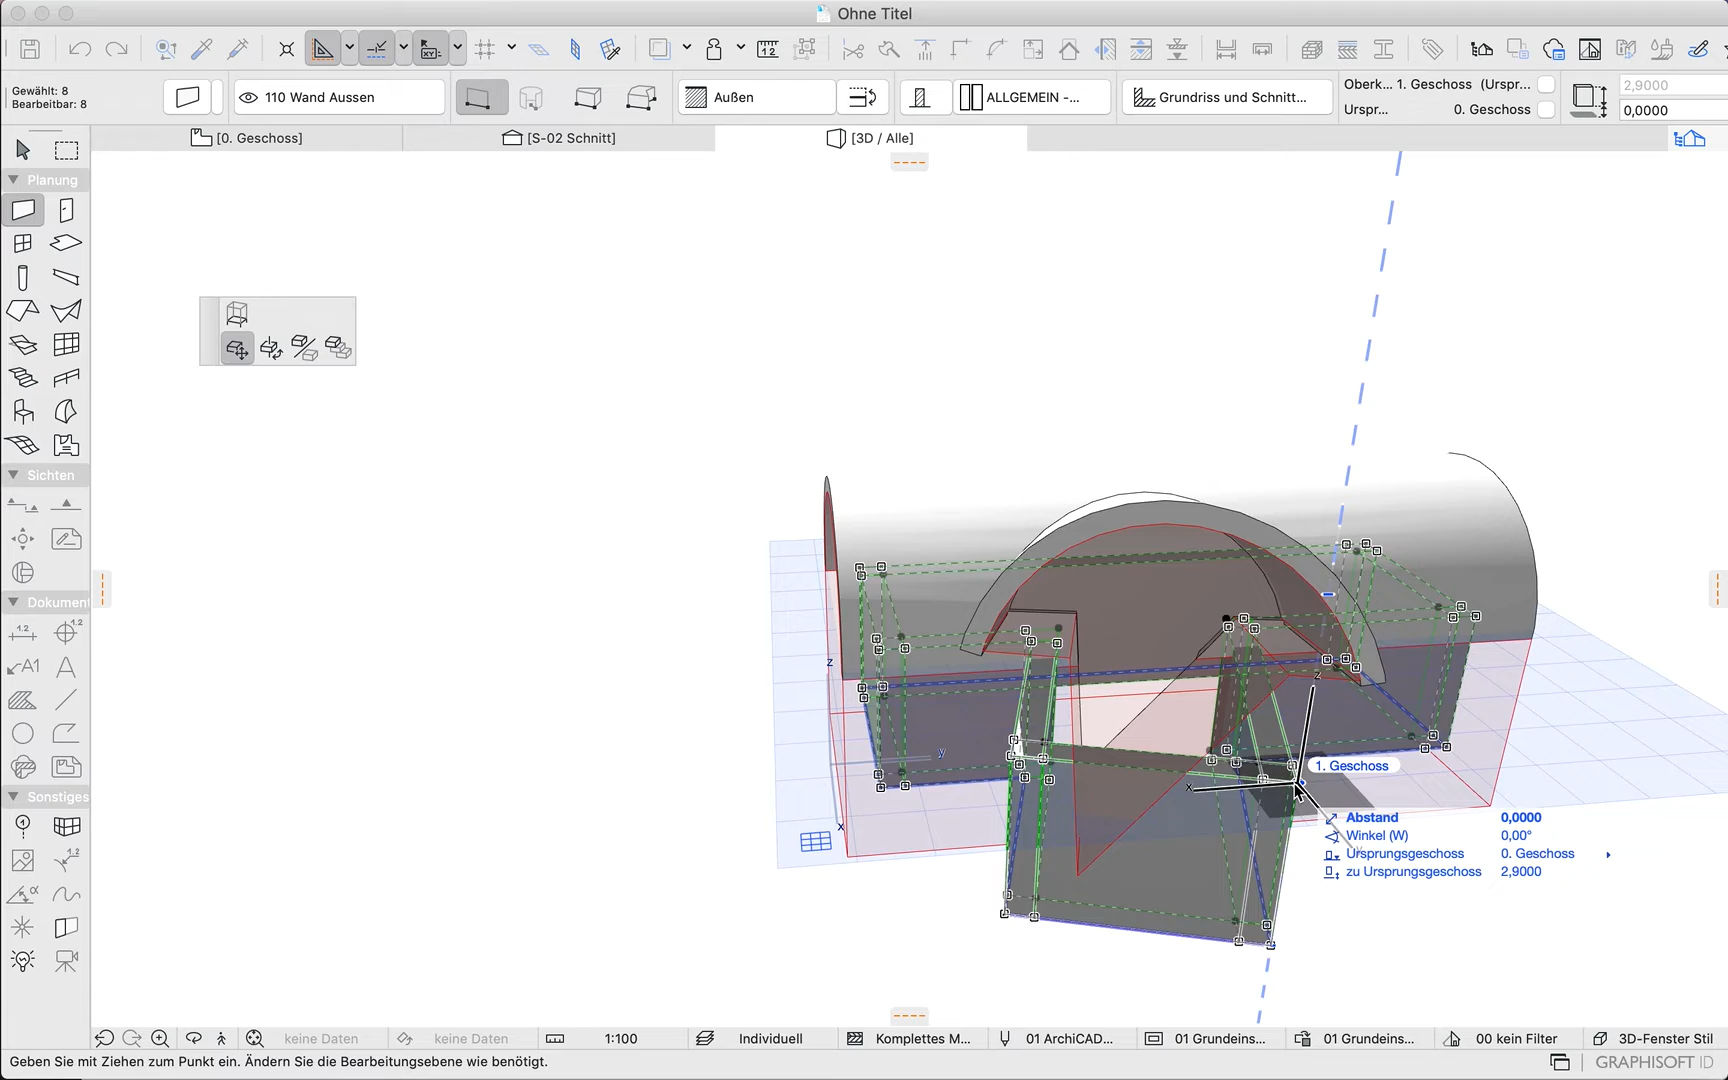 Ohne Titel
Gewählt: 8
Bearbeitbar: 8
110 Wand Aussen
Außen
ALLGEMEIN -...
Grundriss und Schnitt...
Oberk... 1. Geschoss (Urspr...
Urspr... 0. Geschoss
2,9000
0,0000
[0. Geschoss]
[S-02 Schnitt]
[3D / Alle]
Planung
Sichten
Dokument
Sonstiges
z
y
x
z
x
1. Geschoss
Abstand 0,0000
Winkel (W) 0,00°
Ursprungsgeschoss 0. Geschoss
zu Ursprungsgeschoss 2,9000
keine Daten
keine Daten
1:100
Individuell
Komplettes M...
01 ArchiCAD...
01 Grundeins...
01 Grundeins...
00 kein Filter
3D-Fenster Stil
Geben Sie mit Ziehen zum Punkt ein. Ändern Sie die Bearbeitungsebene wie benötigt.
GRAPHISOFT ID